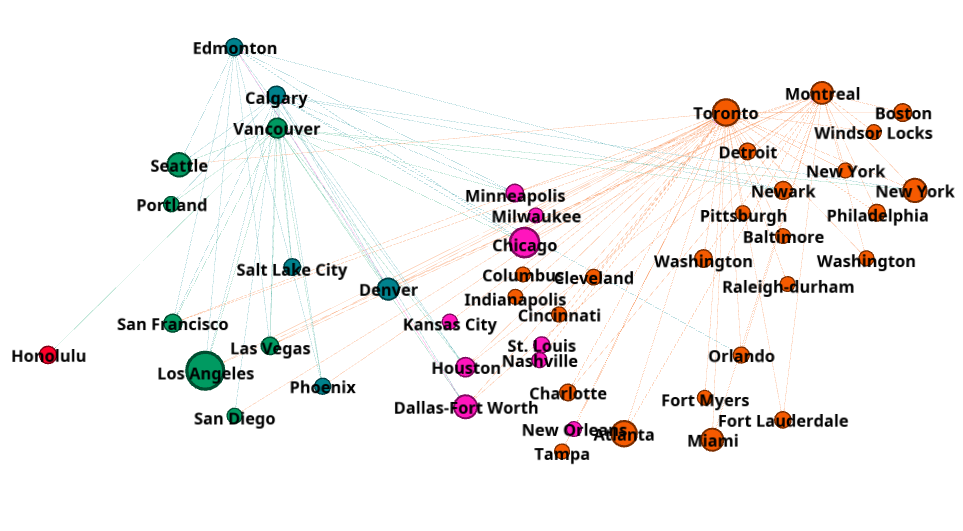 Edmonton
Calgary
Montreal
Toronto
Boston
Vancouver
Windsor Locks
Detroit
Seattle
New York
Newark
New York
Minneapolis
Portland
Milwaukee
Pittsburgh
Philadelphia
Baltimore
Chicago
Washington
Washington
Salt Lake City
Columbus
Cleveland
Denver
Raleigh-durham
Indianapolis
Cincinnati
San Francisco
Kansas City
Las Vegas
St. Louis
Honolulu
Orlando
Nashville
Houston
Los Angeles
Phoenix
Charlotte
Fort Myers
Dallas-Fort Worth
San Diego
Fort Lauderdale
New Orleans
Atlanta
Miami
Tampa